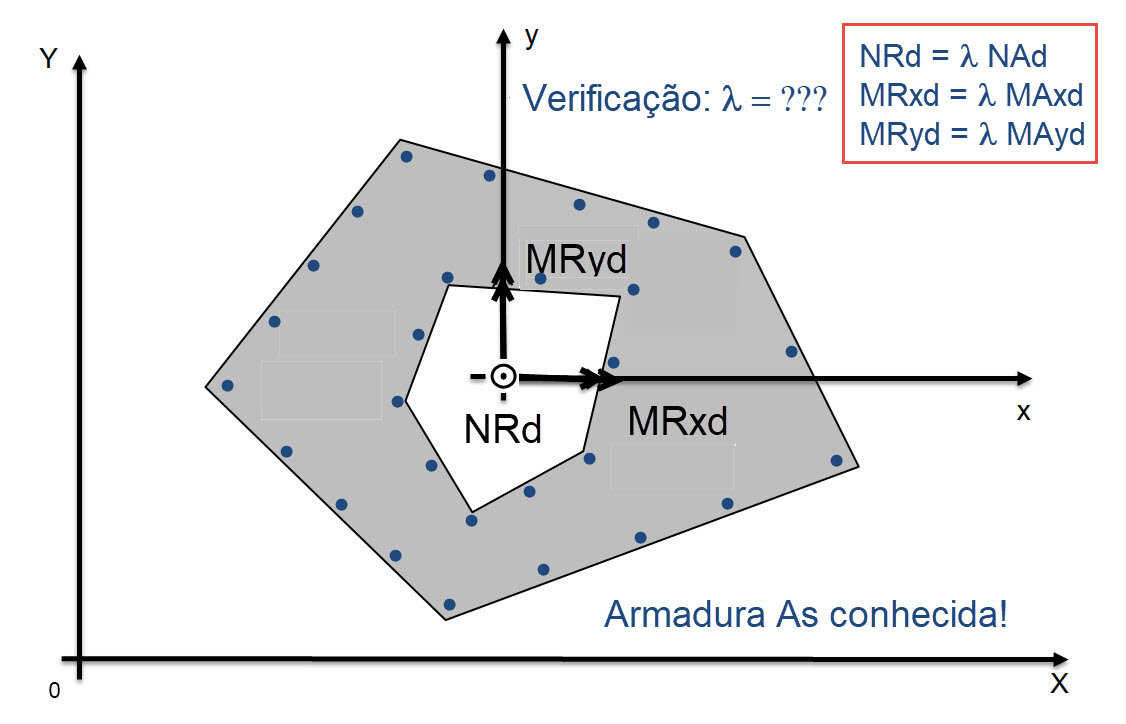 Y
y
Verificação: λ = ???
NRd = λ NAd
MRxd = λ MAxd
MRyd = λ MAyd
MRyd
NRd
MRxd
x
Armadura As conhecida!
0
X